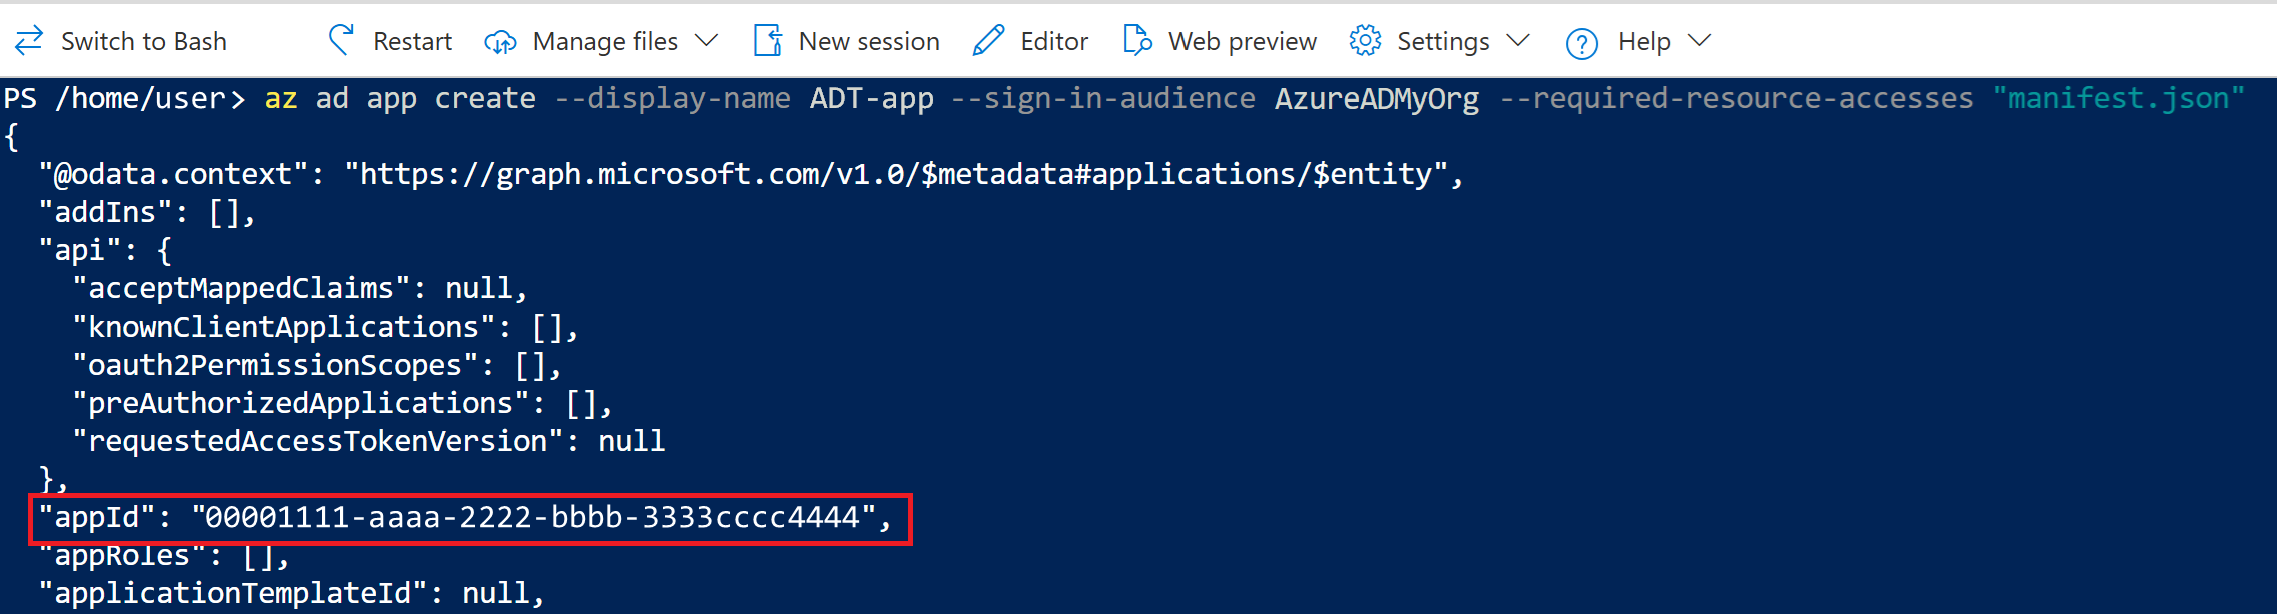 Switch to Bash Restart Manage files New session Editor Web preview Settings ? Help
PS /home/user> az ad app create --display-name ADT-app --sign-in-audience AzureADMyOrg --required-resource-accesses "manifest.json"
{
"@odata.context": "https://graph.microsoft.com/v1.0/$metadata#applications/$entity",
"addIns": [],
"api": {
"acceptMappedClaims": null,
"knownClientApplications": [],
"oauth2PermissionScopes": [],
"preAuthorizedApplications": [],
"requestedAccessTokenVersion": null
},
"appId": "00001111-aaaa-2222-bbbb-3333cccc4444",
"appRoles": [],
"applicationTemplateId": null,